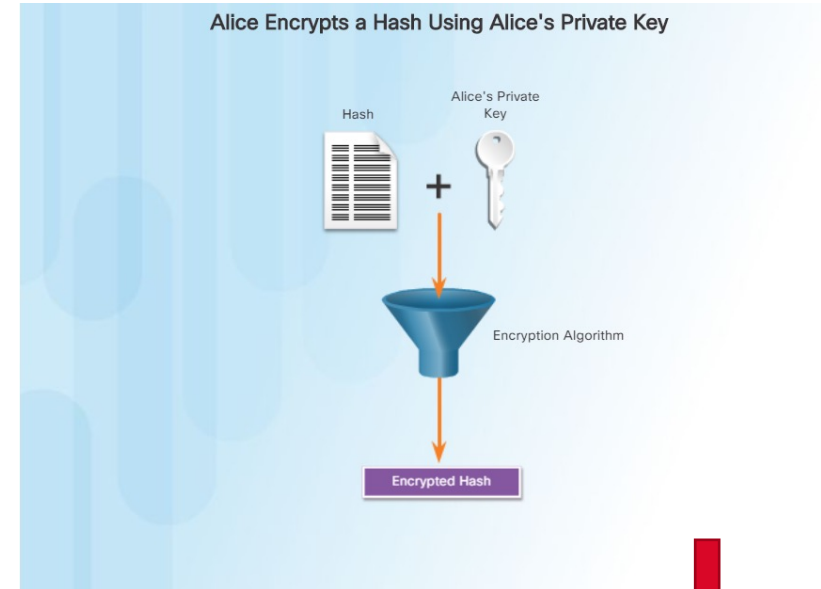 Alice Encrypts a Hash Using Alice's Private Key
Alice's Private
Key
Hash
+
Encryption Algorithm
Encrypted Hash